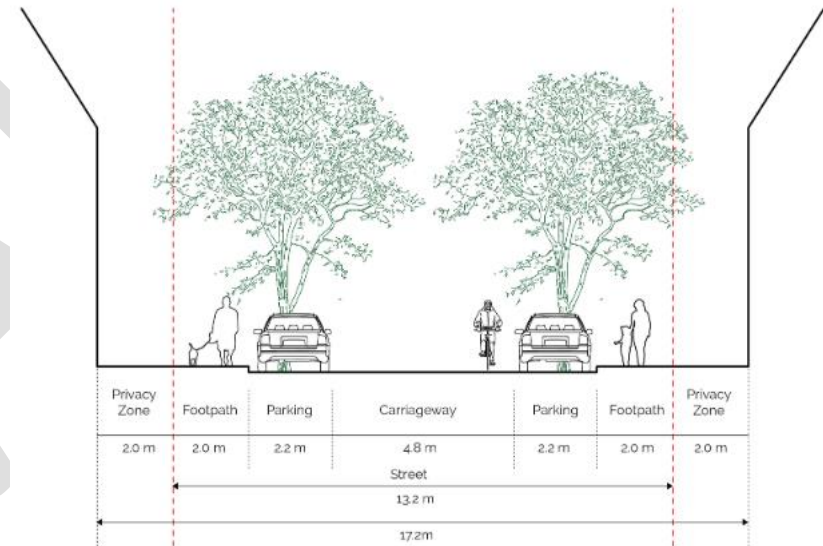 Privacy Zone
Footpath
Parking
Carriageway
Parking
Footpath
Privacy Zone
2.0 m
2.0 m
2.2 m
4.8 m
2.2 m
2.0 m
2.0 m
Street
13.2 m
17.2m